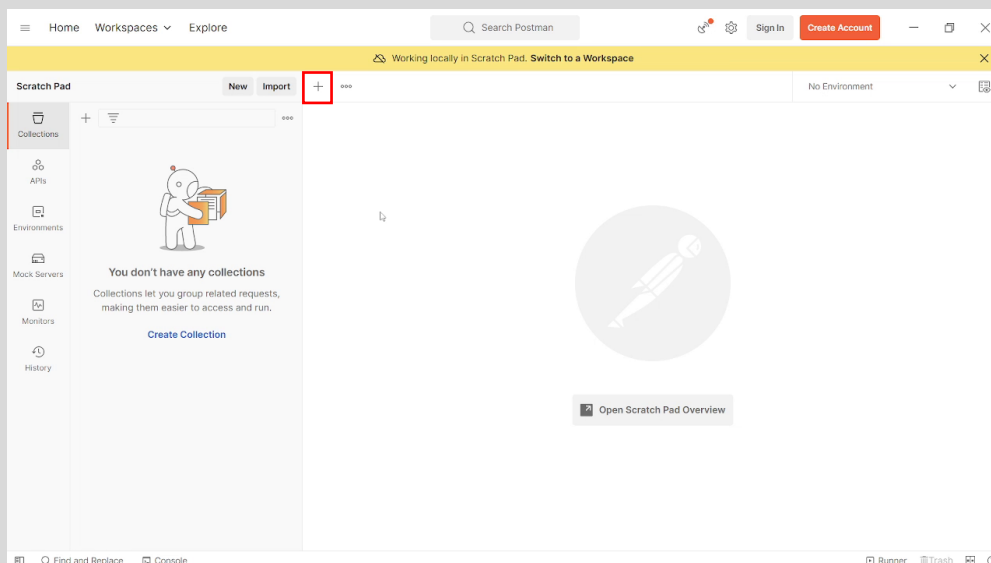 Home Workspaces Explore Search Postman Sign In Create Account
Working locally in Scratch Pad. Switch to a Workspace
Scratch Pad New Import No Environment
Collections
APIs
Environments
Mock Servers
Monitors
History
You don't have any collections
Collections let you group related requests,
making them easier to access and run.
Create Collection
Open Scratch Pad Overview
Find and Replace Console Runner Trash